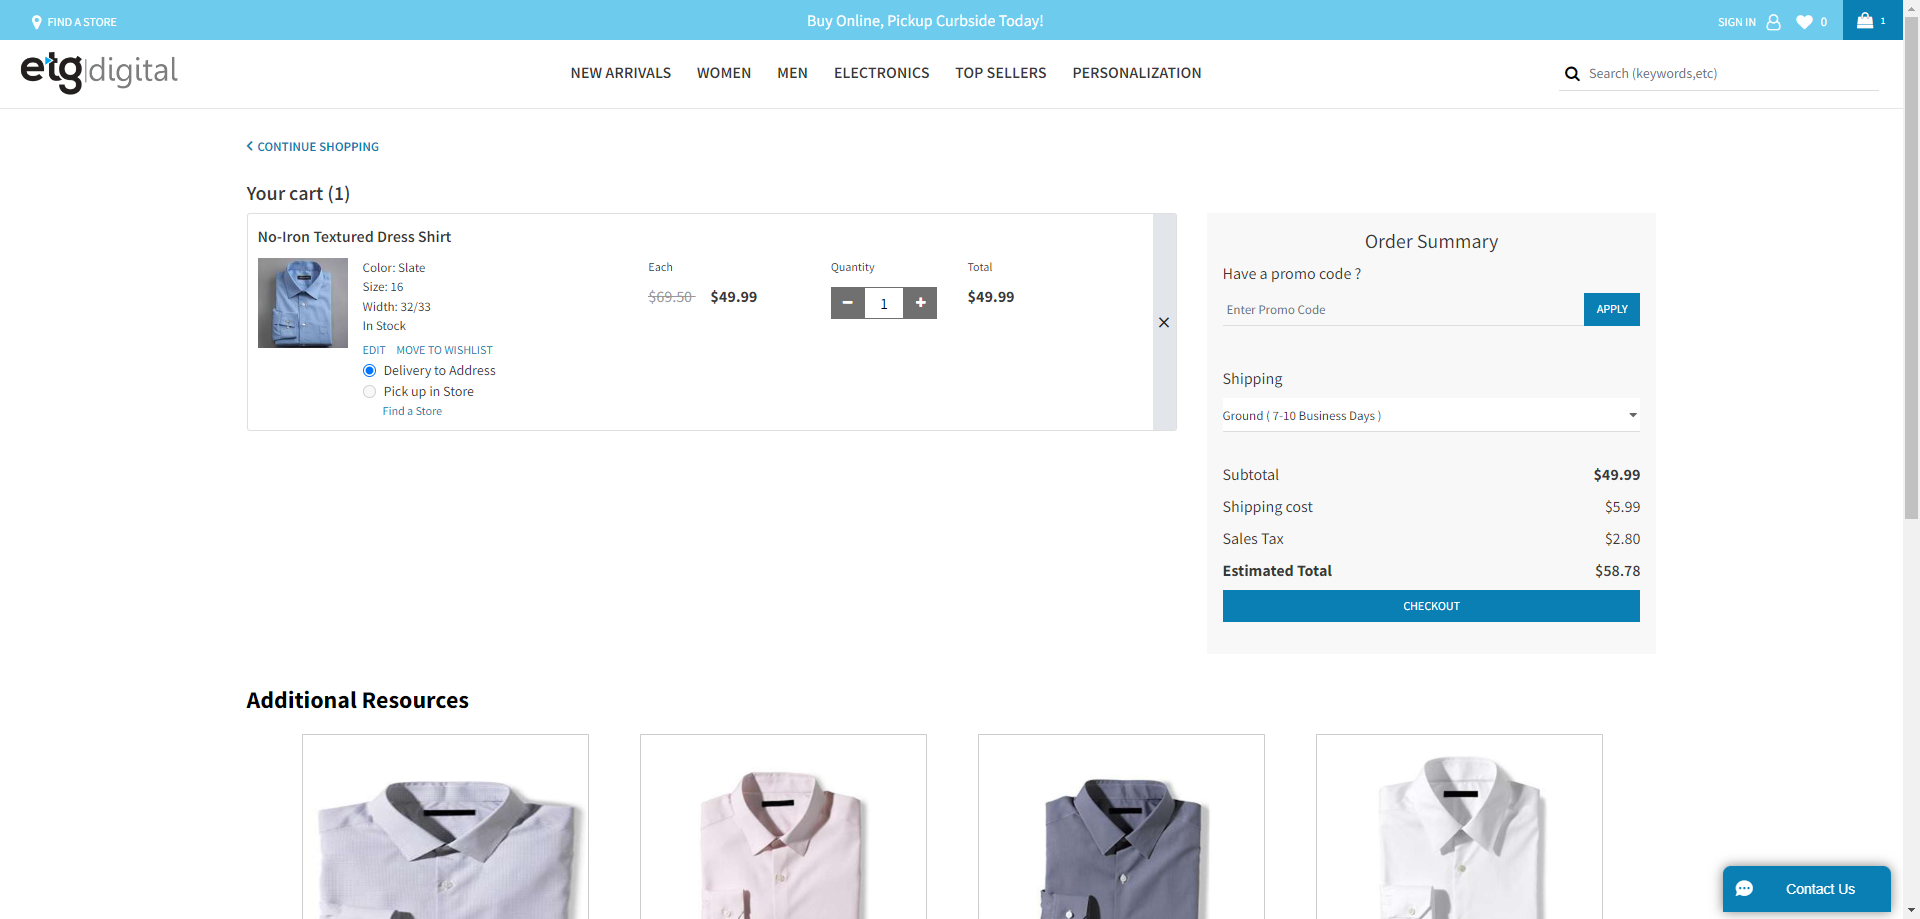 FIND A STORE
Buy Online, Pickup Curbside Today!
SIGN IN
0
1
etg|digital
NEW ARRIVALS
WOMEN
MEN
ELECTRONICS
TOP SELLERS
PERSONALIZATION
Search (keywords,etc)
CONTINUE SHOPPING
Your cart (1)
No-Iron Textured Dress Shirt
Color: Slate
Size: 16
Width: 32/33
In Stock
EDIT MOVE TO WISHLIST
Delivery to Address
Pick up in Store
Find a Store
Each
$69.50 $49.99
Quantity
1
Total
$49.99
Order Summary
Have a promo code ?
Enter Promo Code
APPLY
Shipping
Ground ( 7-10 Business Days )
Subtotal $49.99
Shipping cost $5.99
Sales Tax $2.80
Estimated Total $58.78
CHECKOUT
Additional Resources
Contact Us